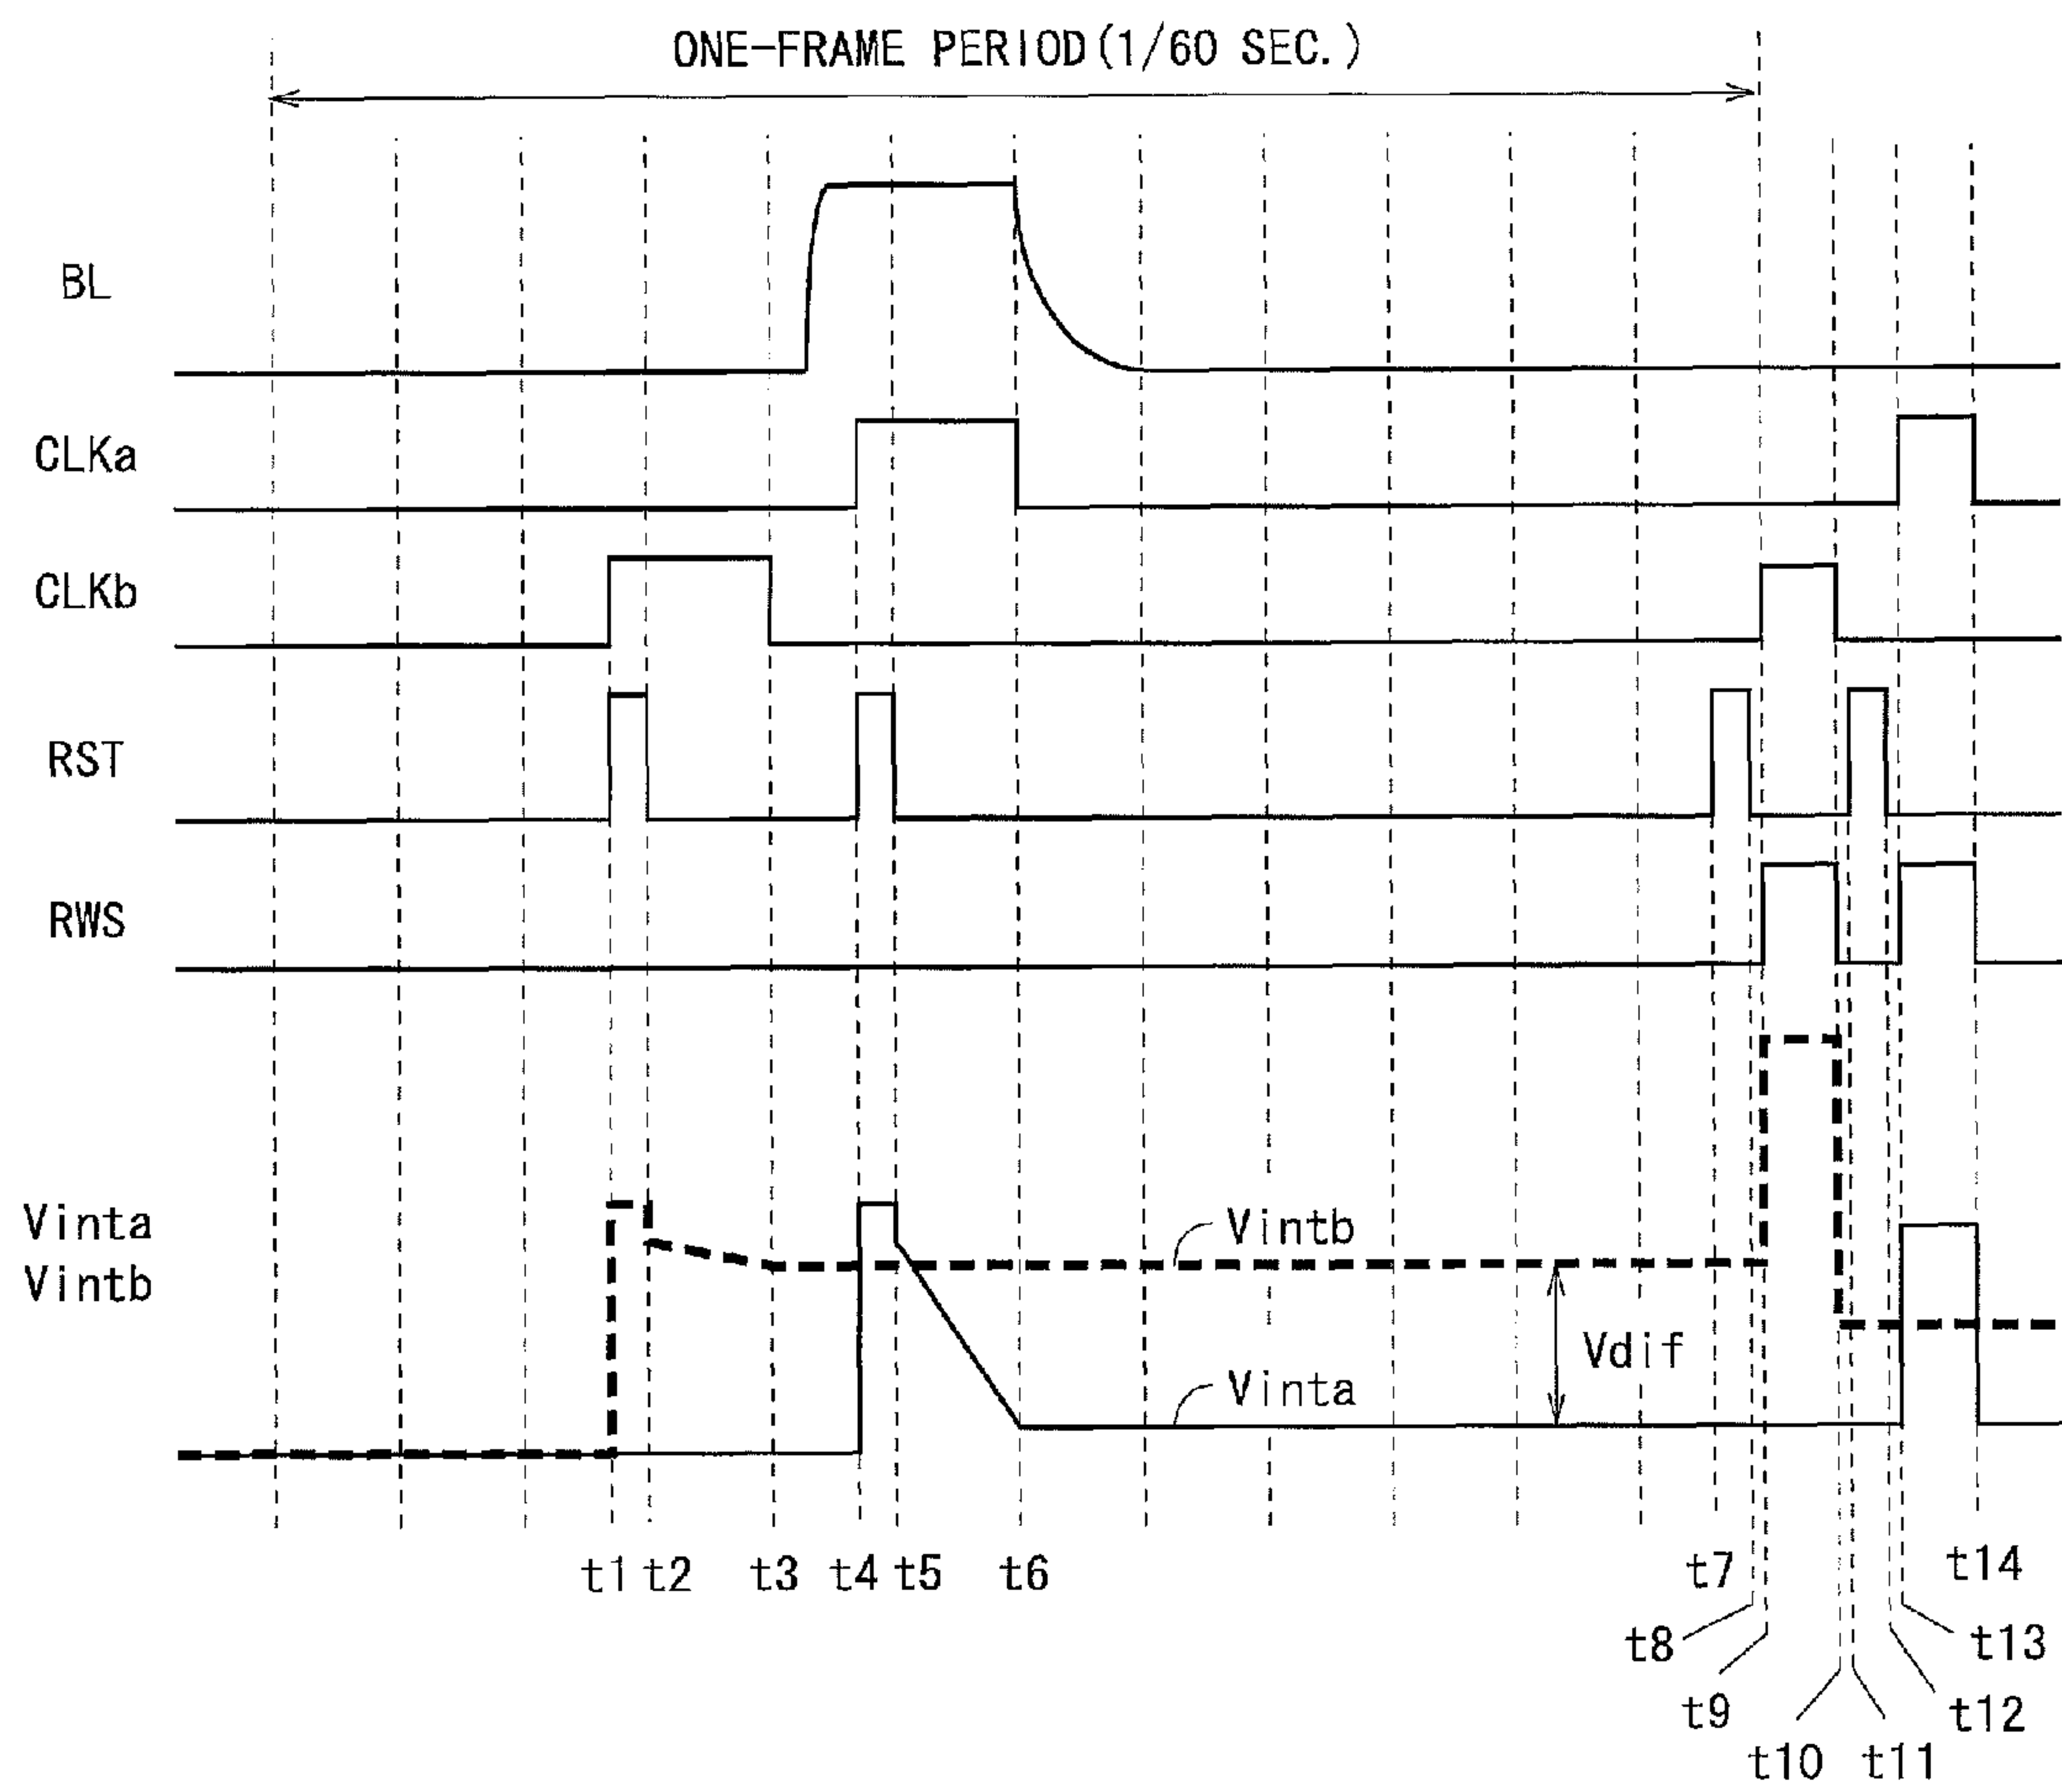 ONE-FRAME PERIOD(1/60 SEC.)
BL
CLKa
CLKb
RST
RWS
Vinta
Vintb
Vintb
Vdif
Vinta
t1 t2 t3 t4 t5 t6 t7 t14
t8 t13
t9 t12
t10 t11